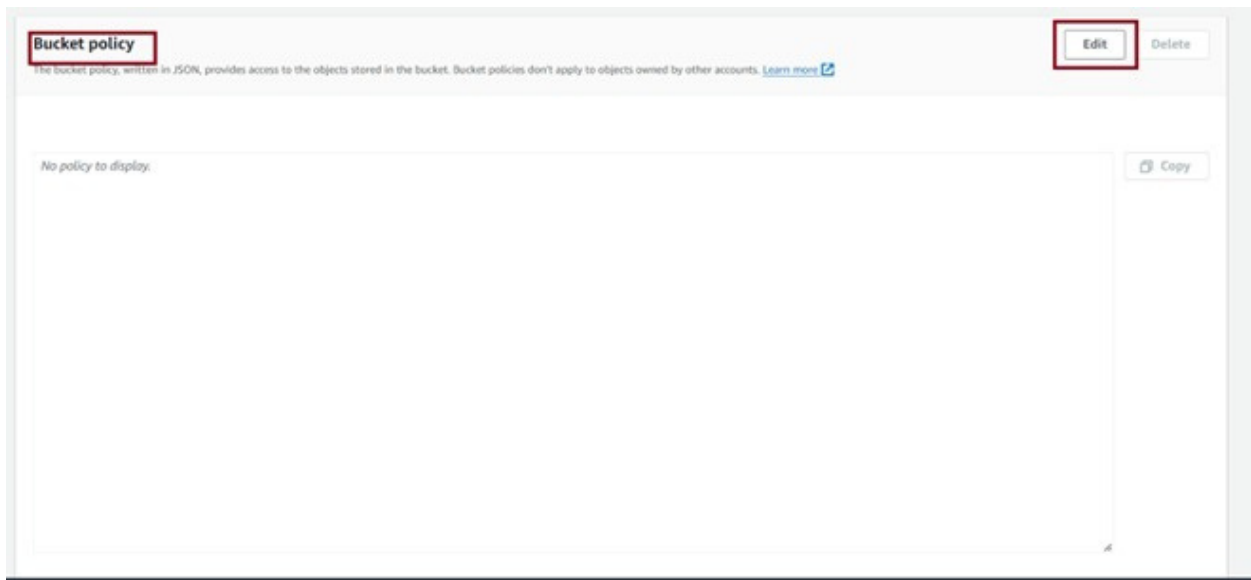 Bucket policy
Edit
Delete
The bucket policy, written in JSON, provides access to the objects stored in the bucket. Bucket policies don't apply to objects owned by other accounts. Learn more
No policy to display.
Copy